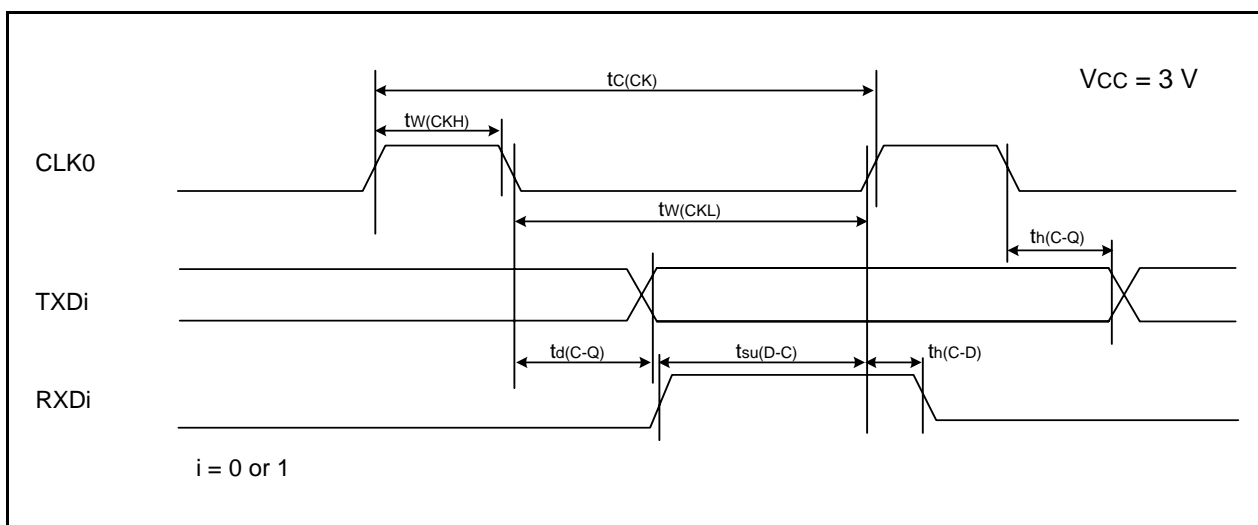 tC(CK)
VCC = 3 V
tW(CKH)
CLK0
tW(CKL)
th(C-Q)
TXDi
td(C-Q)
tsu(D-C)
th(C-D)
RXDi
i = 0 or 1